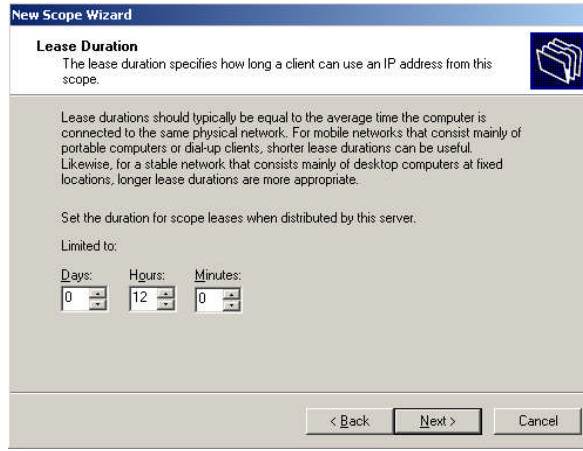 New Scope Wizard
Lease Duration
The lease duration specifies how long a client can use an IP address from this
scope.
Lease durations should typically be equal to the average time the computer is
connected to the same physical network. For mobile networks that consist mainly of
portable computers or dial-up clients, shorter lease durations can be useful.
Likewise, for a stable network that consists mainly of desktop computers at fixed
locations, longer lease durations are more appropriate.
Set the duration for scope leases when distributed by this server.
Limited to:
Days: Hours: Minutes:
0 12 0
< Back Next > Cancel